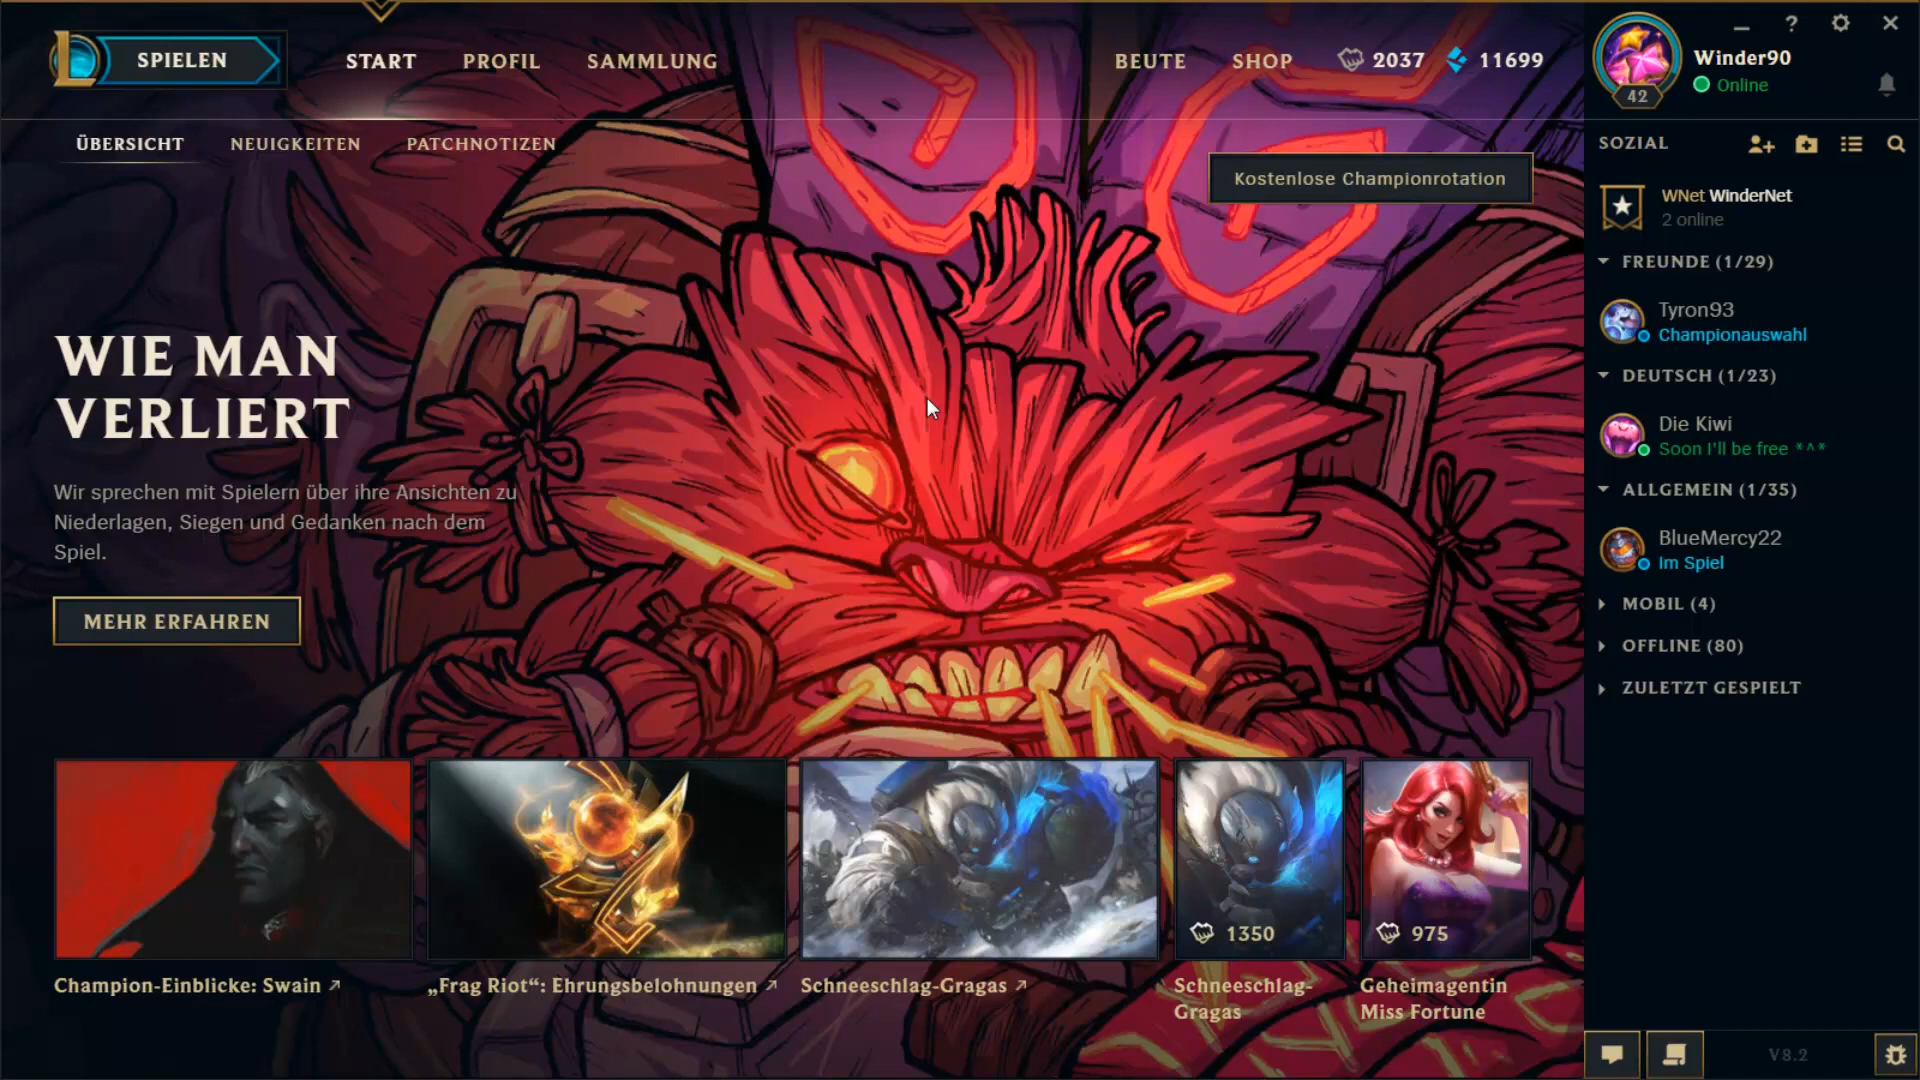 SPIELEN
START
PROFIL
SAMMLUNG
BEUTE
SHOP
2037
11699
Winder90
Online
42
ÜBERSICHT
NEUIGKEITEN
PATCHNOTIZEN
Kostenlose Championrotation
SOZIAL
WNet WinderNet
2 online
FREUNDE (1/29)
Tyron93
Championauswahl
DEUTSCH (1/23)
Die Kiwi
Soon I'll be free *^*
ALLGEMEIN (1/35)
BlueMercy22
Im Spiel
MOBIL (4)
OFFLINE (80)
ZULETZT GESPIELT
WIE MAN
VERLIERT
Wir sprechen mit Spielern über ihre Ansichten zu
Niederlagen, Siegen und Gedanken nach dem
Spiel.
MEHR ERFAHREN
1350
975
Champion-Einblicke: Swain
„Frag Riot“: Ehrungsbelohnungen
Schneeschlag-Gragas
Schneeschlag-
Gragas
Geheimagentin
Miss Fortune
V8.2